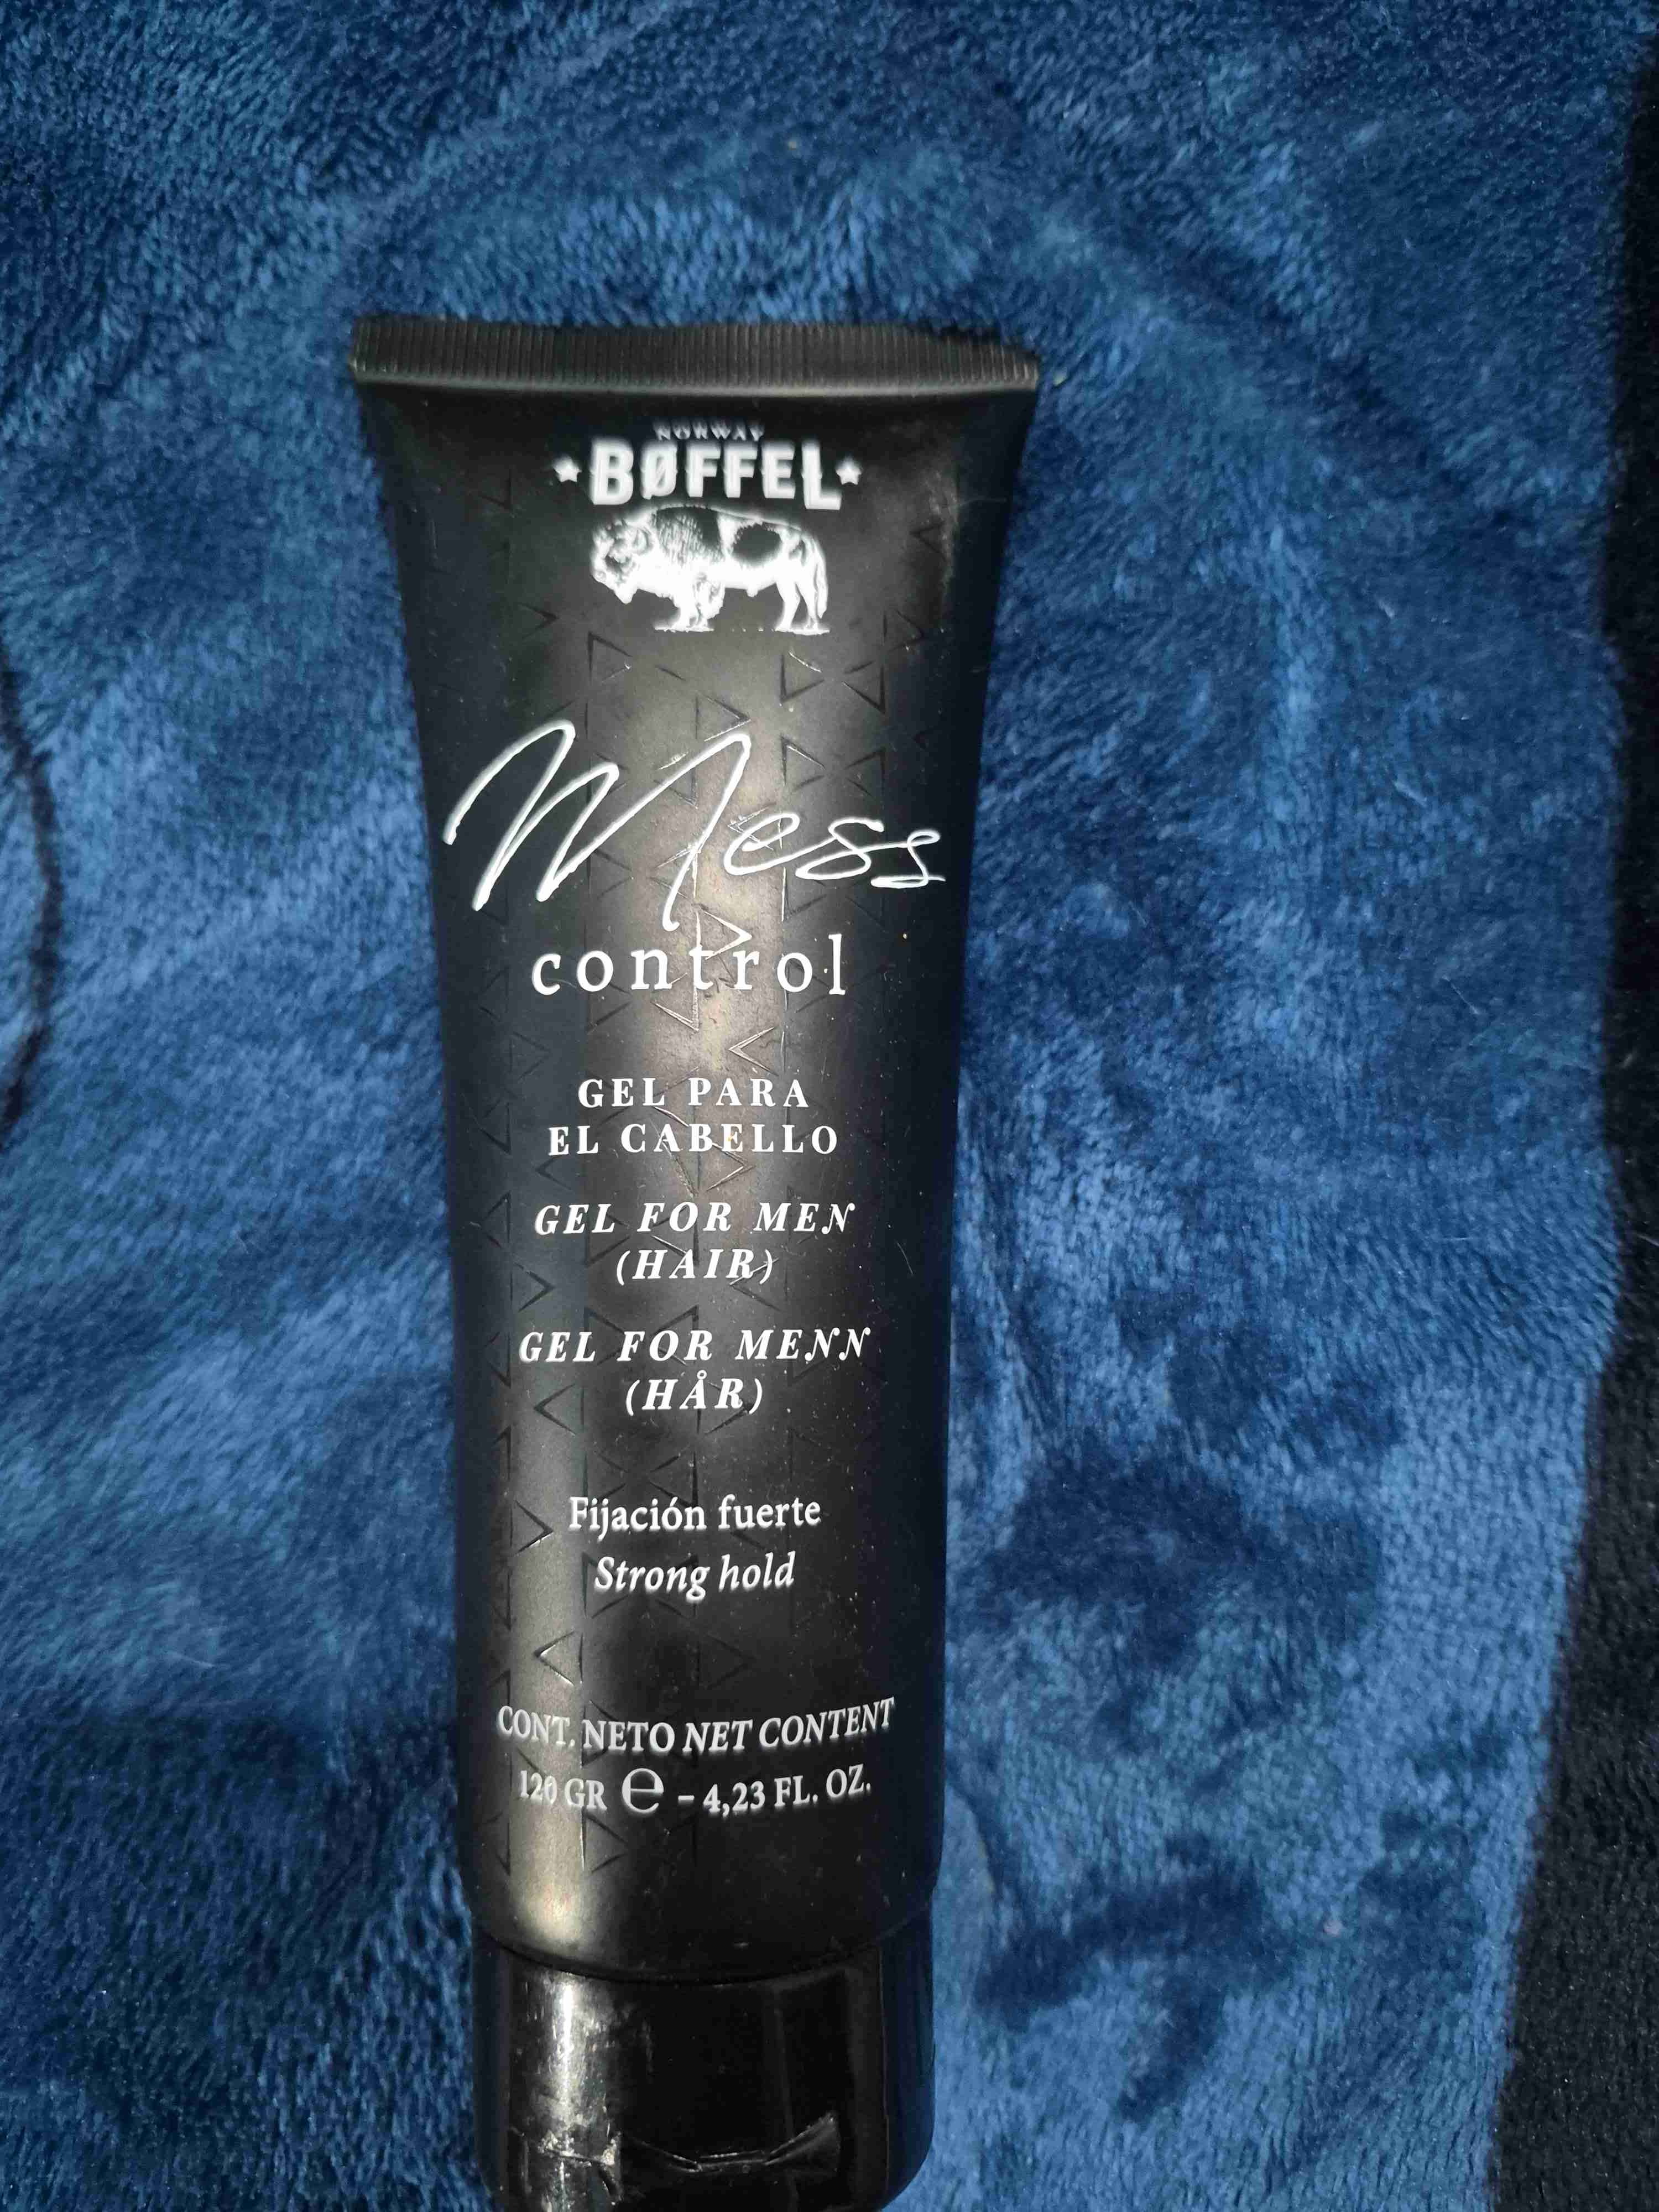 NORWAY
BØFFEL
Mess
control
GEL PARA
EL CABELLO
GEL FOR MEN
(HAIR)
GEL FOR MENN
(HÅR)
Fijación fuerte
Strong hold
CONT. NETO NET CONTENT
120 GR ℮ – 4,23 FL. OZ.